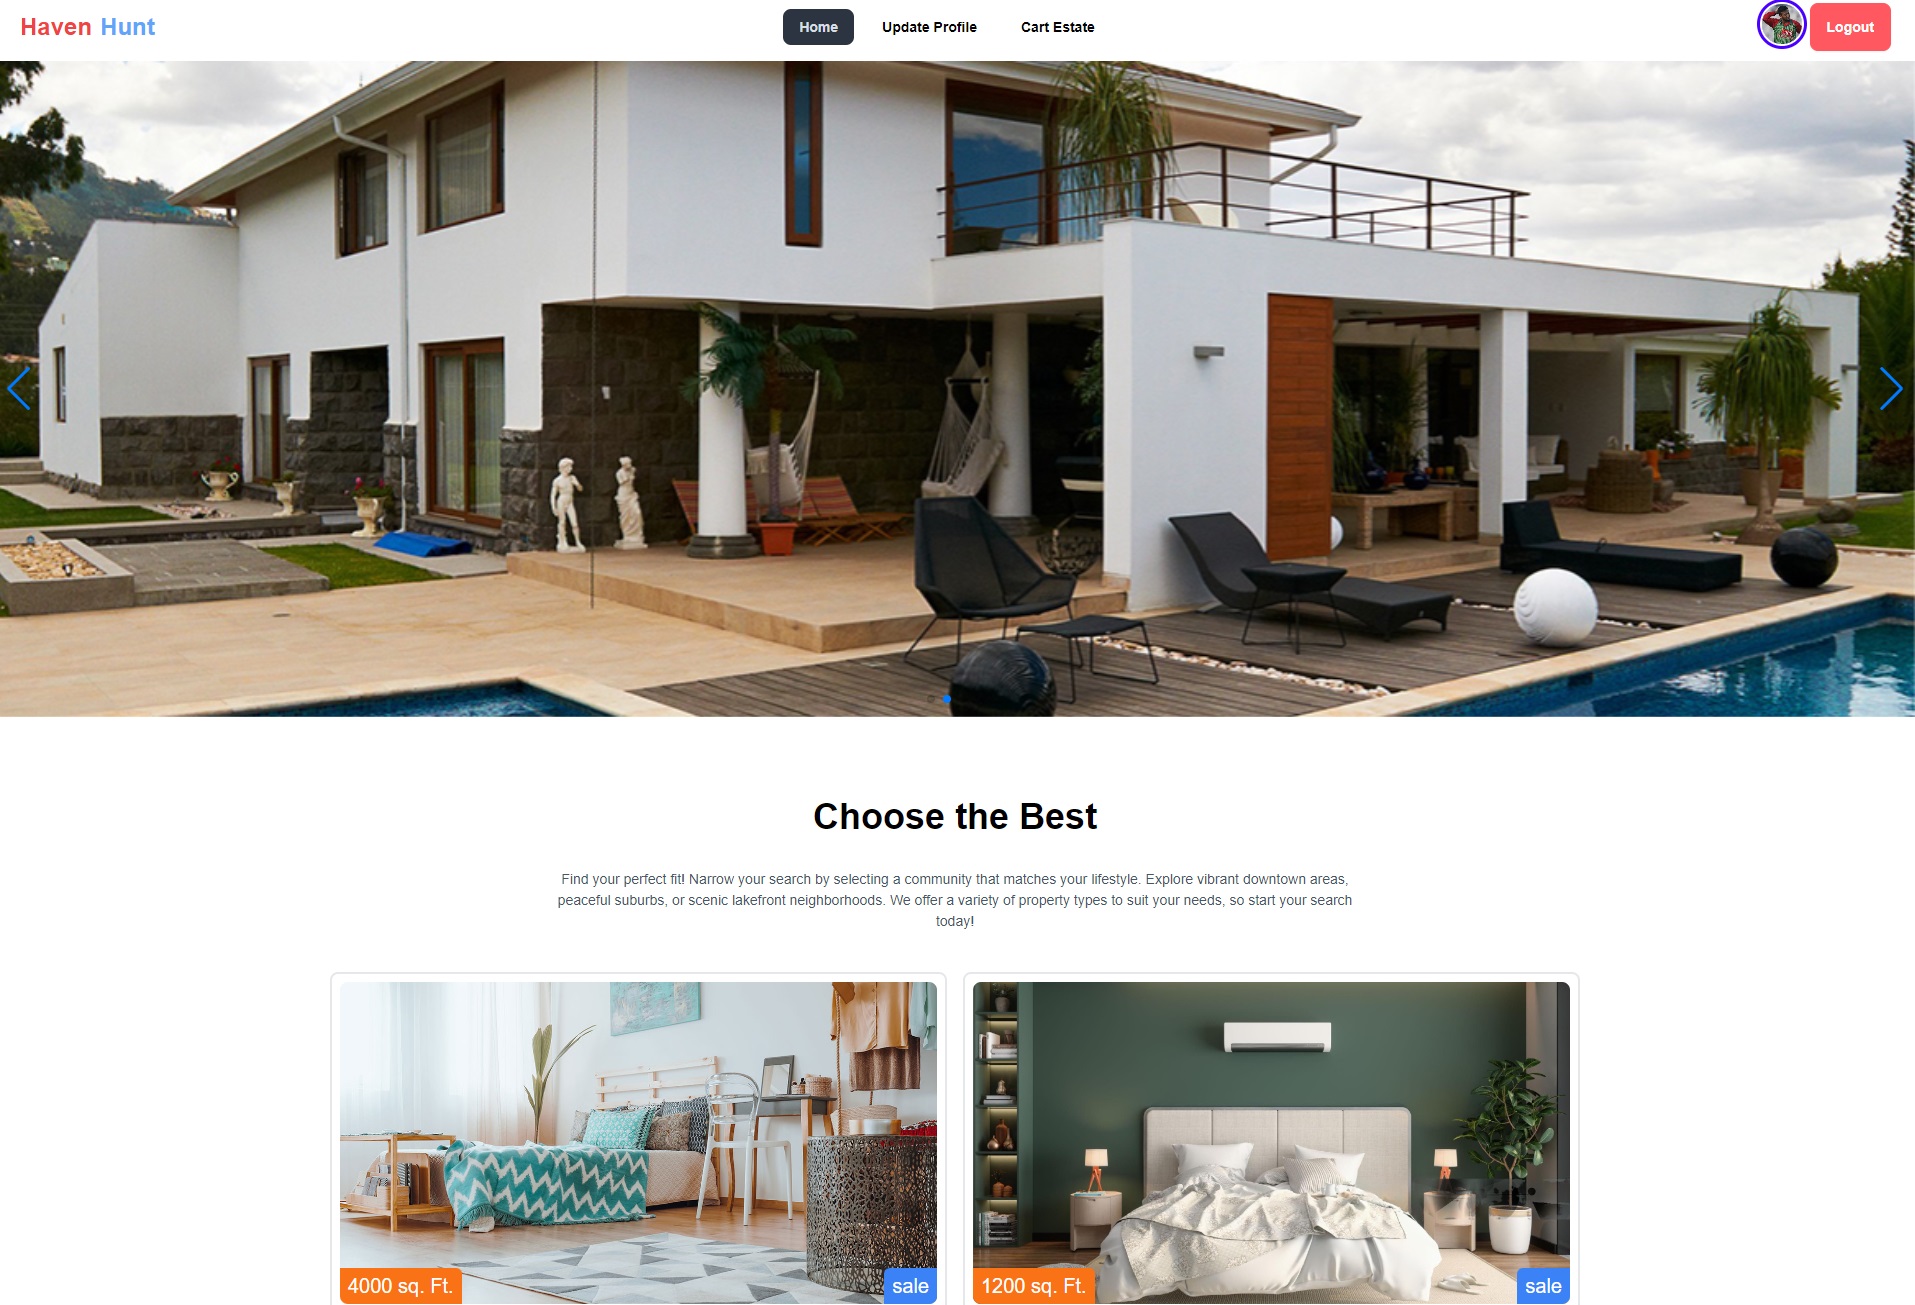 Haven Hunt
Home
Update Profile
Cart Estate
Logout
Choose the Best
Find your perfect fit! Narrow your search by selecting a community that matches your lifestyle. Explore vibrant downtown areas,
peaceful suburbs, or scenic lakefront neighborhoods. We offer a variety of property types to suit your needs, so start your search
today!
4000 sq. Ft.
sale
1200 sq. Ft.
sale